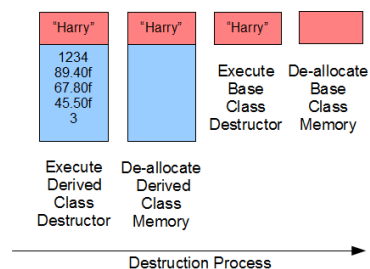 "Harry"
1234
89.40f
67.80f
45.50f
3
Execute
Derived
Class
Destructor
"Harry"
De-allocate
Derived
Class
Memory
"Harry"
Execute
Base
Class
Destructor
De-allocate
Base
Class
Memory
Destruction Process